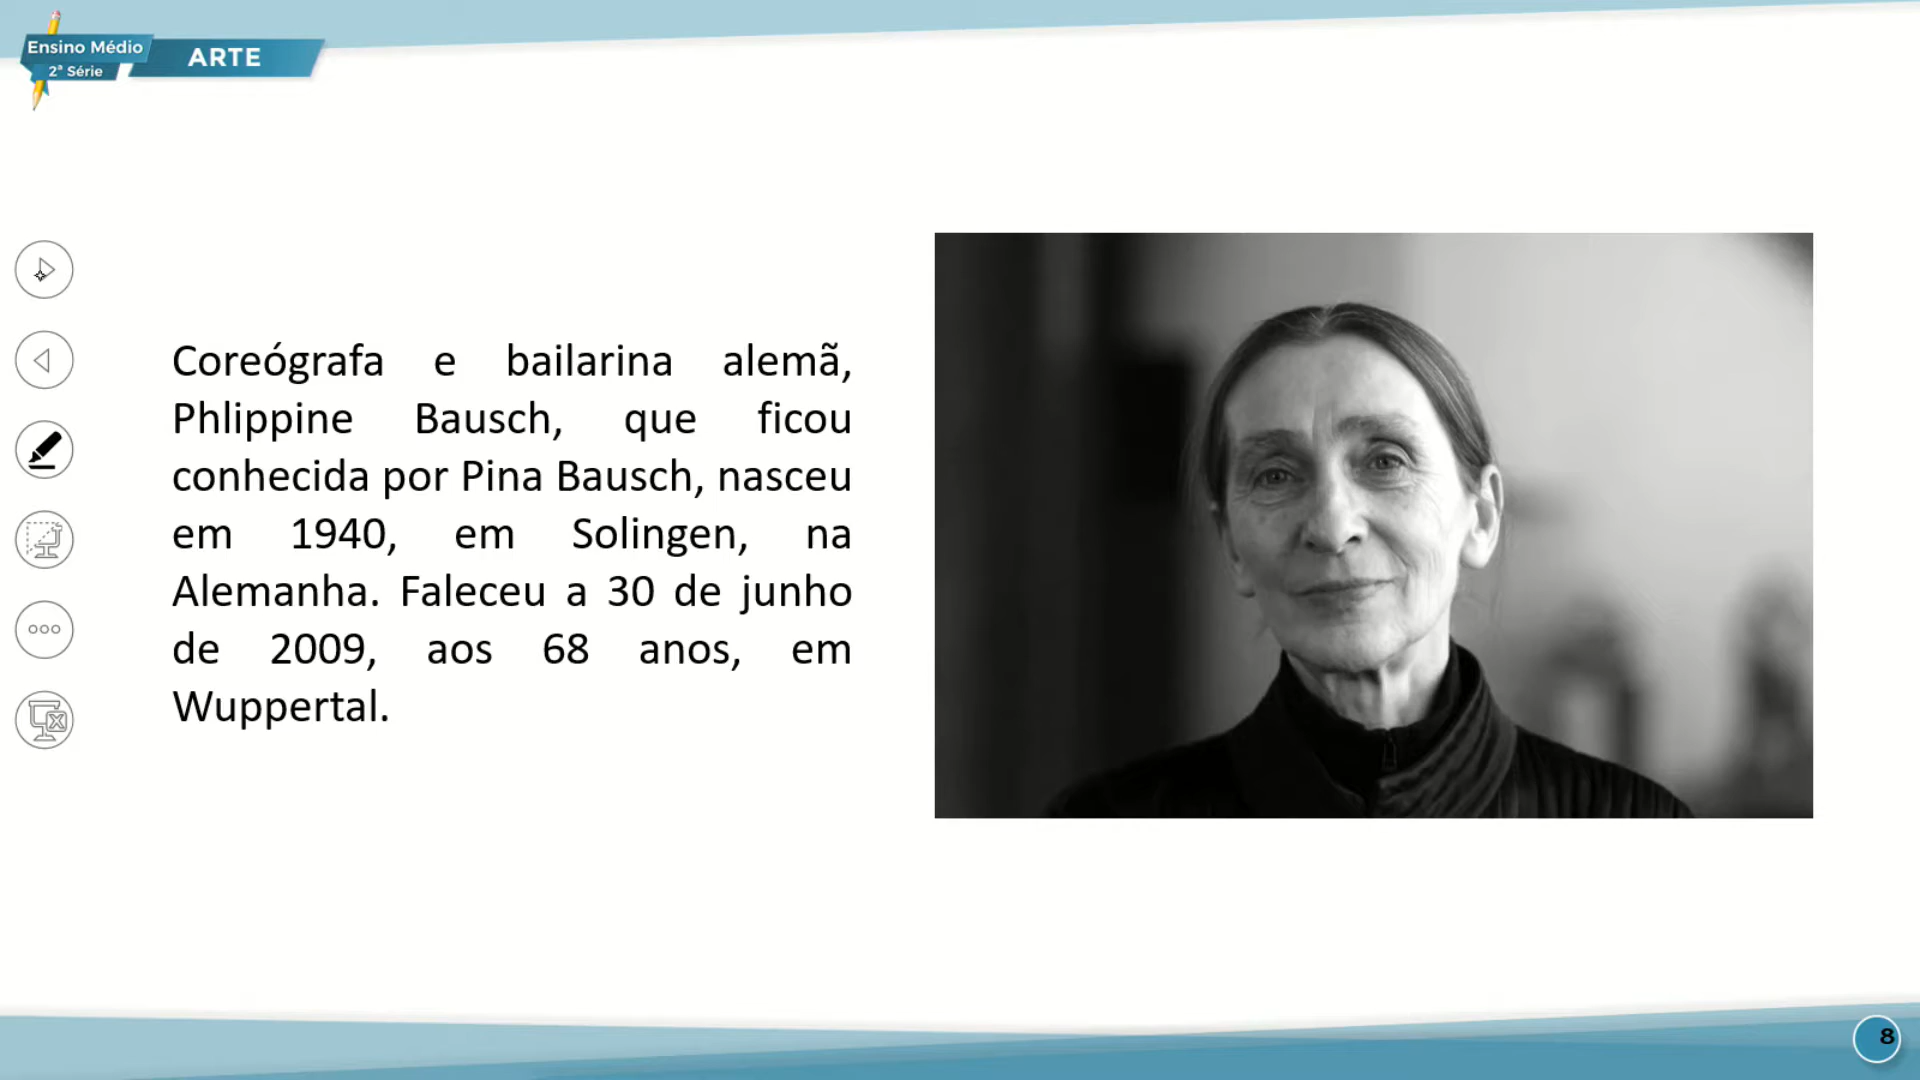 Ensino Médio
2ª Série
ARTE
Coreógrafa e bailarina alemã,
Phlippine Bausch, que ficou
conhecida por Pina Bausch, nasceu
em 1940, em Solingen, na
Alemanha. Faleceu a 30 de junho
de 2009, aos 68 anos, em
Wuppertal.
8